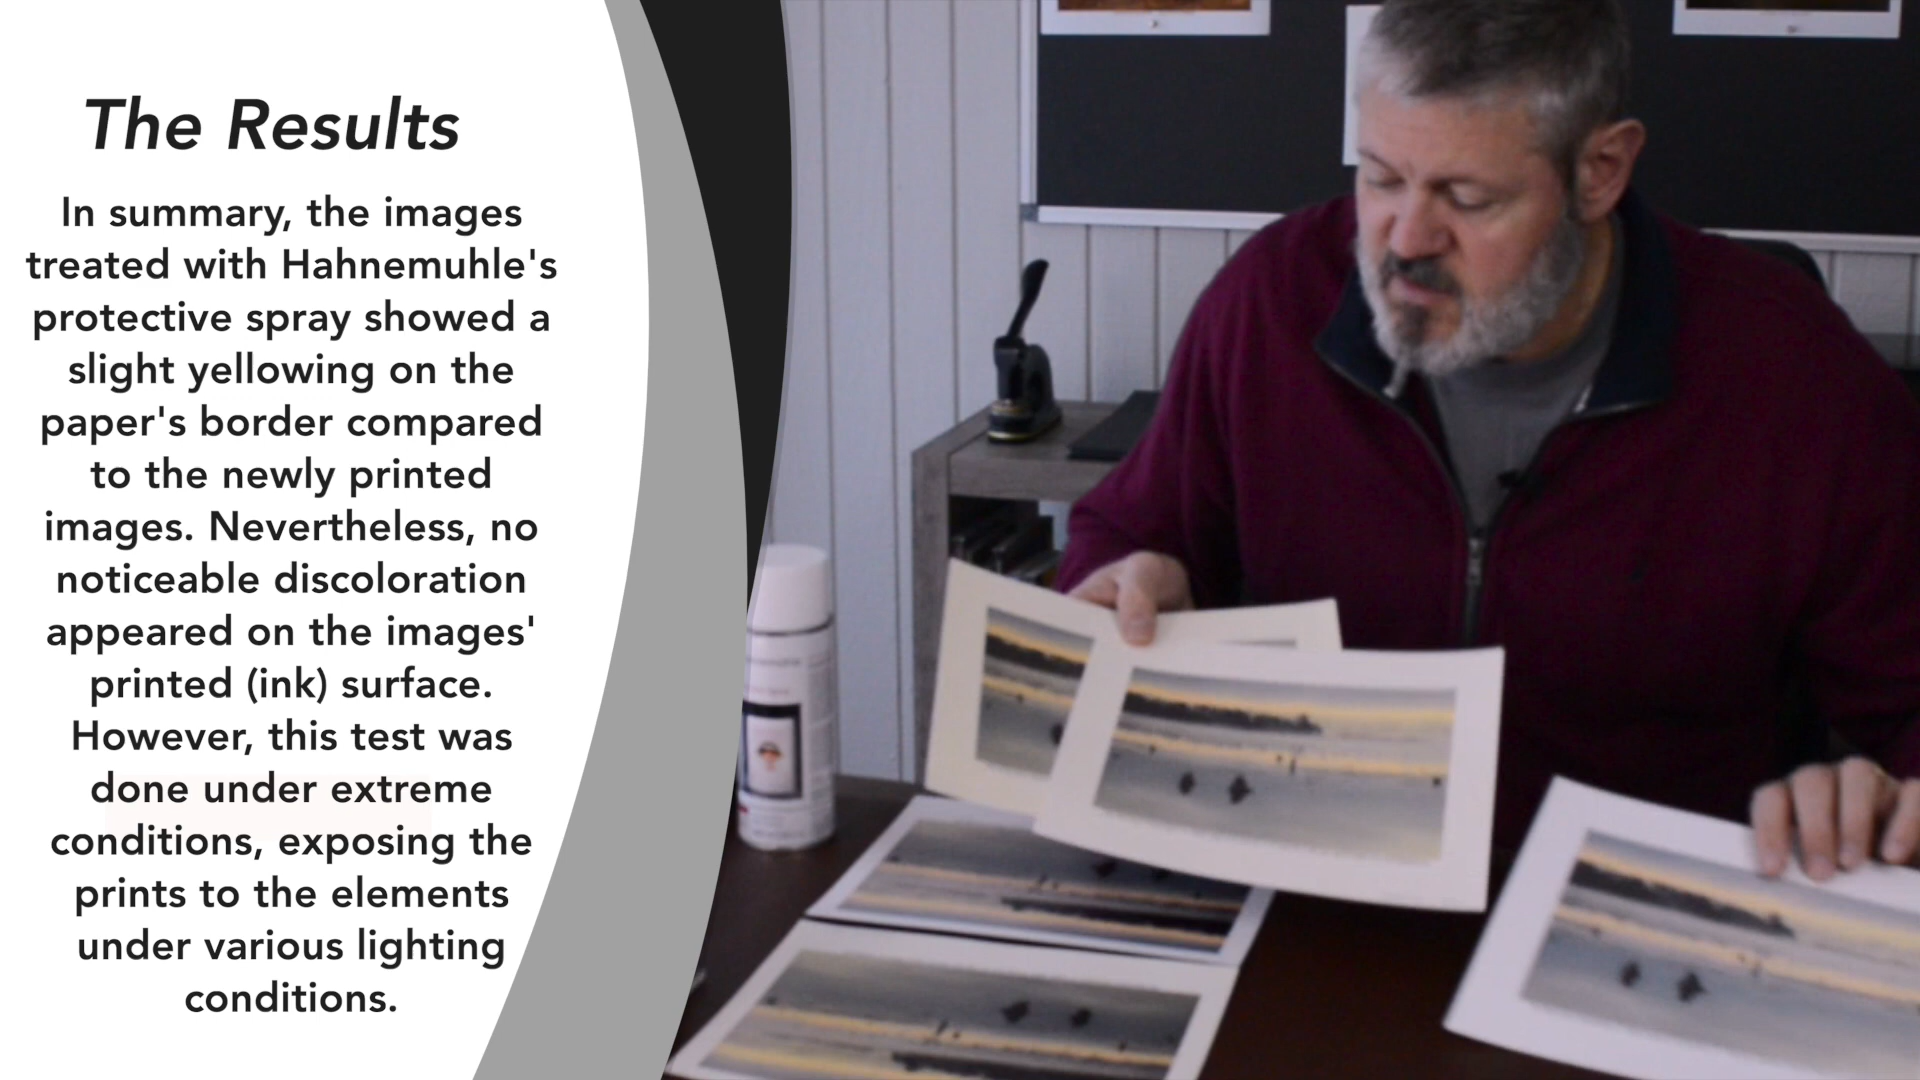 The Results
In summary, the images
treated with Hahnemuhle's
protective spray showed a
slight yellowing on the
paper's border compared
to the newly printed
images. Nevertheless, no
noticeable discoloration
appeared on the images'
printed (ink) surface.
However, this test was
done under extreme
conditions, exposing the
prints to the elements
under various lighting
conditions.